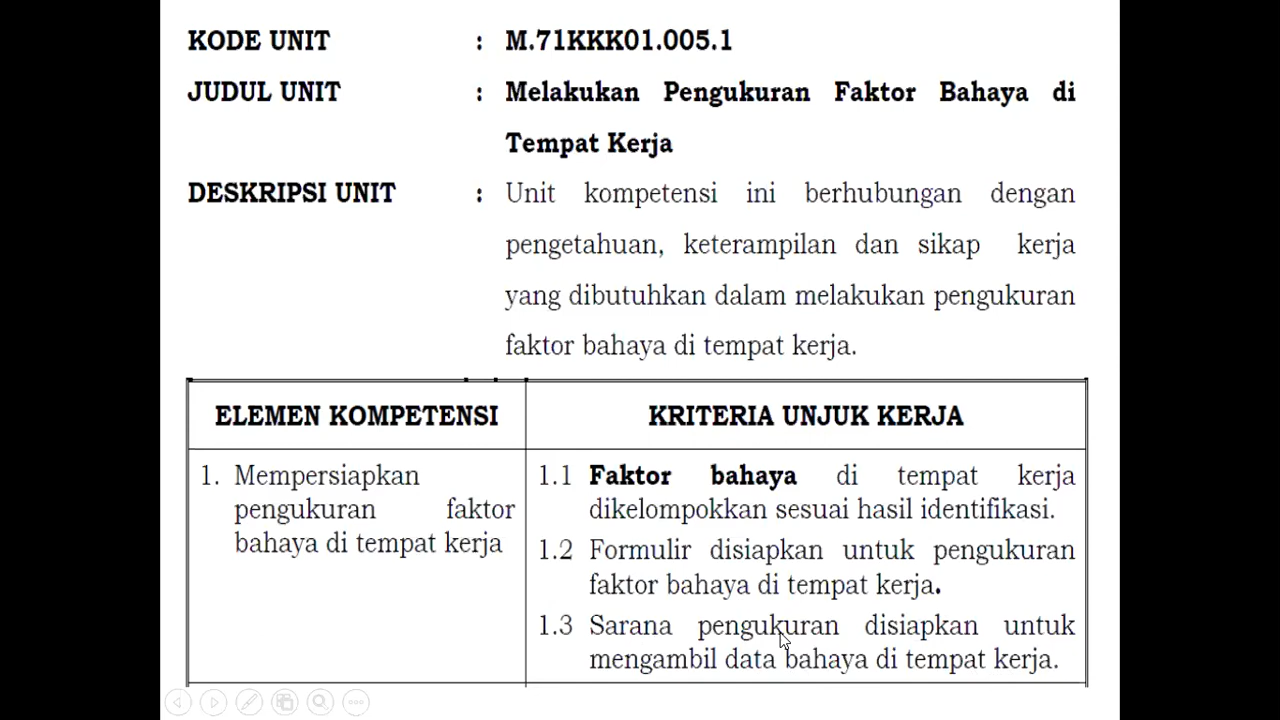 KODE UNIT : M.71KKK01.005.1
JUDUL UNIT : Melakukan Pengukuran Faktor Bahaya di
Tempat Kerja
DESKRIPSI UNIT : Unit kompetensi ini berhubungan dengan
pengetahuan, keterampilan dan sikap kerja
yang dibutuhkan dalam melakukan pengukuran
faktor bahaya di tempat kerja.
ELEMEN KOMPETENSI
KRITERIA UNJUK KERJA
1. Mempersiapkan
pengukuran faktor
bahaya di tempat kerja
1.1 Faktor bahaya di tempat kerja
dikelompokkan sesuai hasil identifikasi.
1.2 Formulir disiapkan untuk pengukuran
faktor bahaya di tempat kerja.
1.3 Sarana pengukuran disiapkan untuk
mengambil data bahaya di tempat kerja.